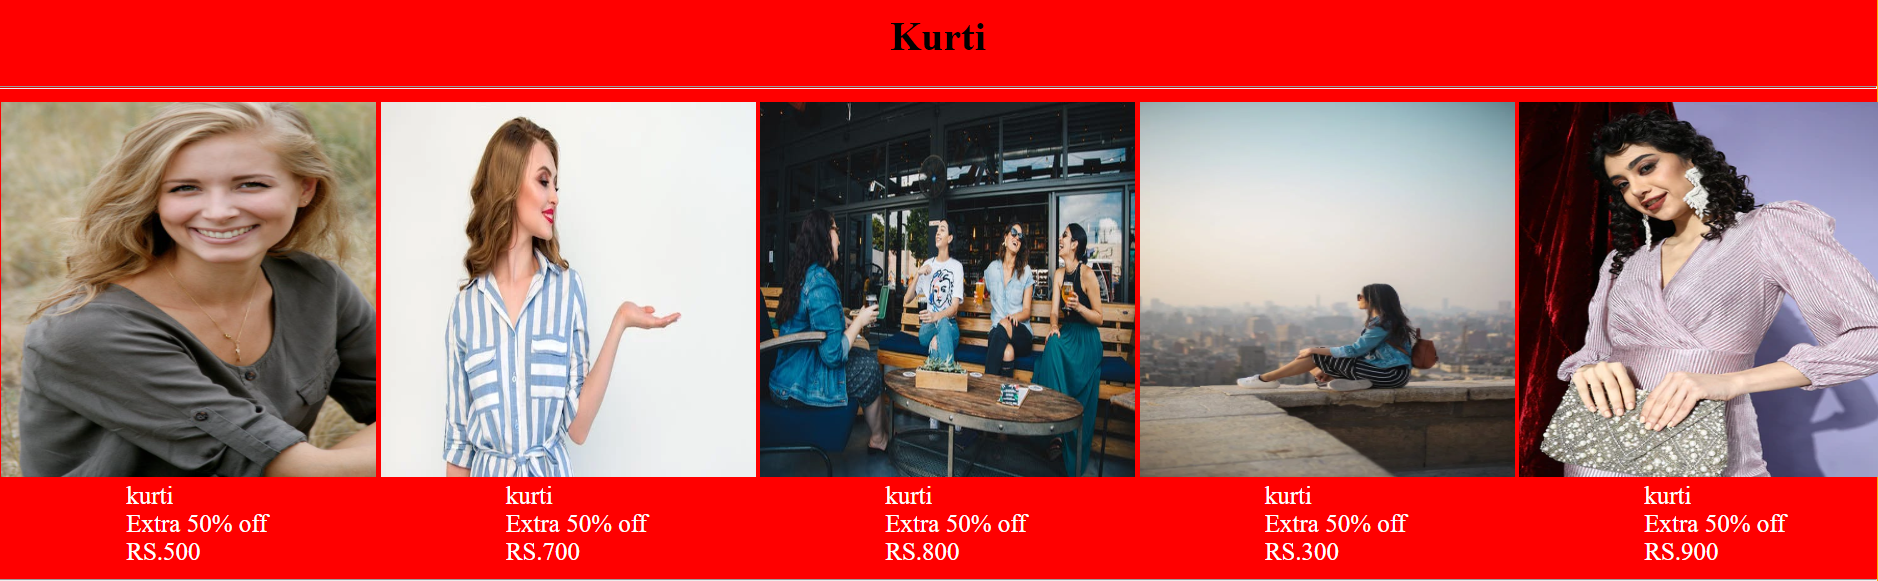 Kurti
kurti
Extra 50% off
RS.500
kurti
Extra 50% off
RS.700
kurti
Extra 50% off
RS.800
kurti
Extra 50% off
RS.300
kurti
Extra 50% off
RS.900